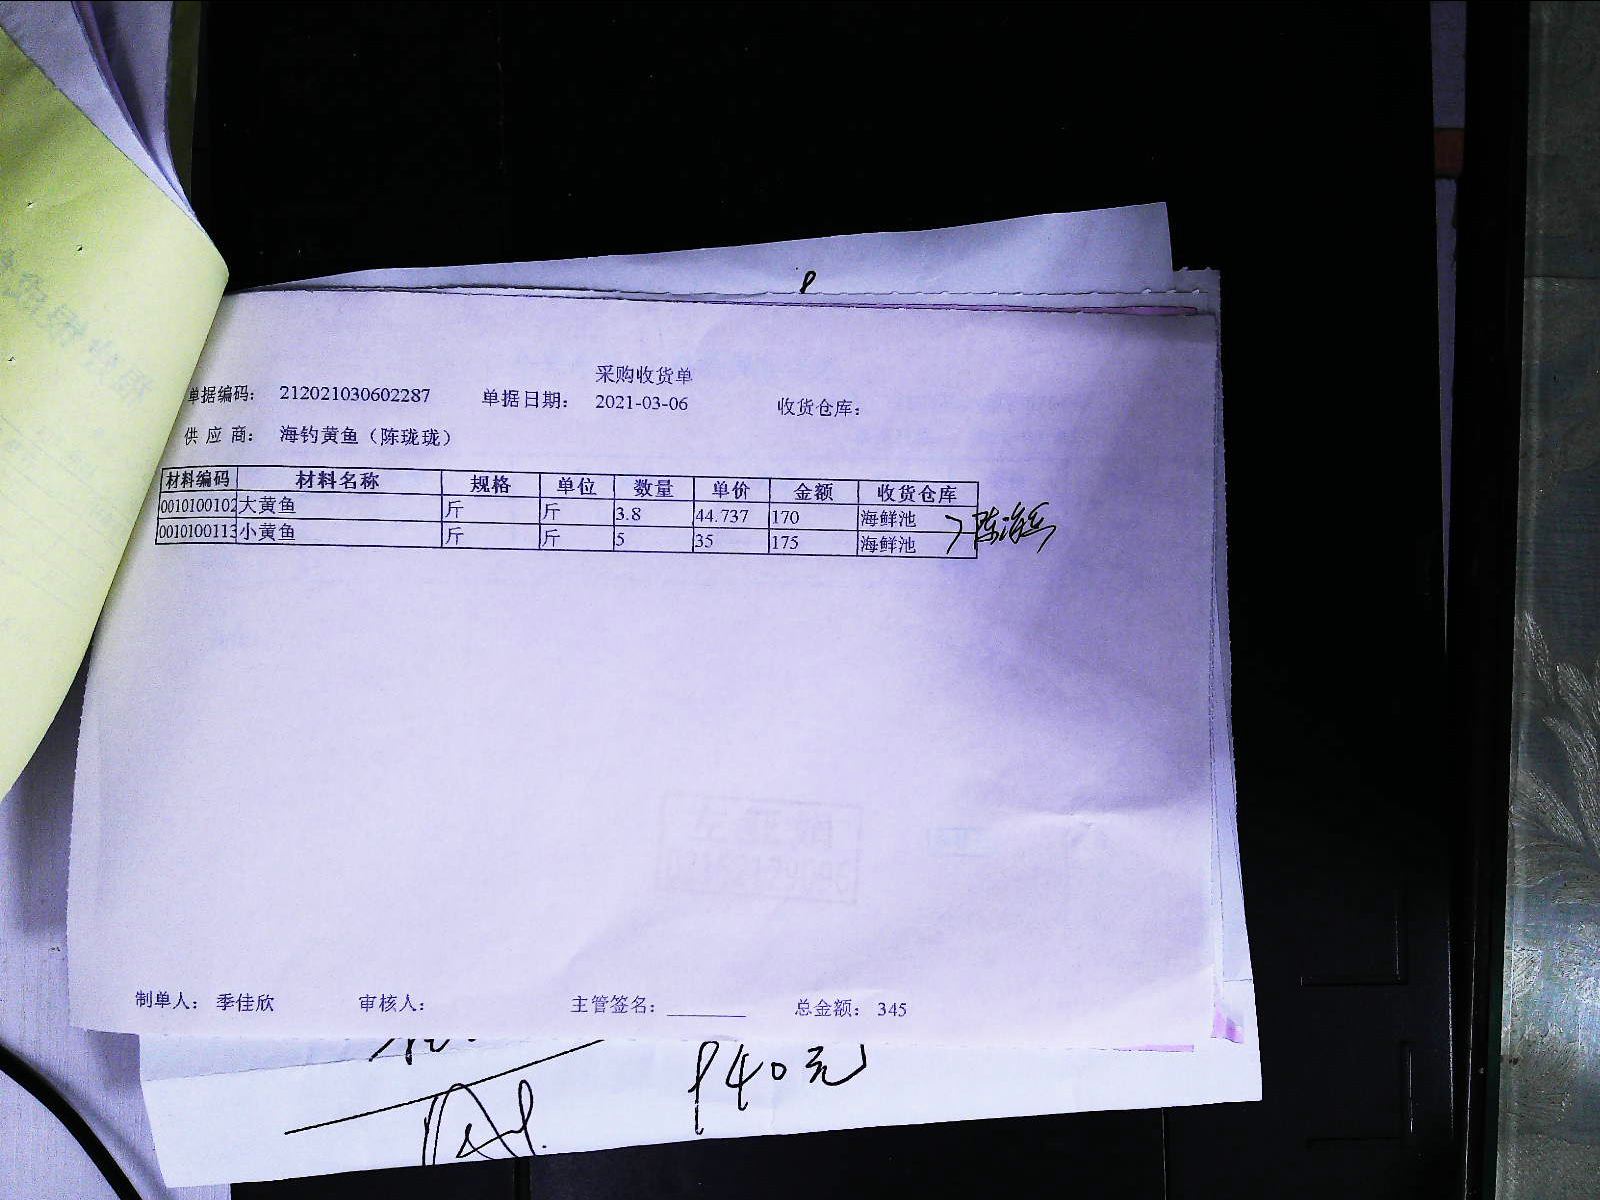 采购收货单
单据编码: 212021030602287 单据日期: 2021-03-06 收货仓库:
供应商: 海钓黄鱼（陈珑珑）
材料编码 材料名称 规格 单位 数量 单价 金额 收货仓库
0010100102 大黄鱼 斤 斤 3.8 44.737 170 海鲜池
0010100113 小黄鱼 斤 斤 5 35 175 海鲜池
制单人: 季佳欣 审核人: 主管签名: 总金额: 345
940元